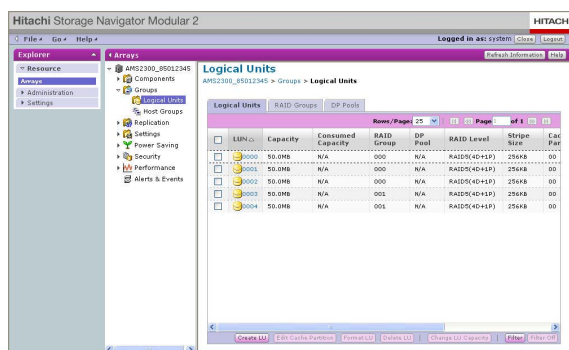 Hitachi Storage Navigator Modular 2
HITACH
File Go Help
Logged in as: system Close Logout
Explorer
Arrays
Refresh Information Help
Resource
Arrays
Administration
Settings
AMS2300_85012345
Components
Groups
Logical Units
Host Groups
Replication
Settings
Power Saving
Security
Performance
Alerts & Events
Logical Units
AMS2300_85012345 > Groups > Logical Units
Logical Units RAID Groups DP Pools
Rows/Page: 25 Page of 1
LUN Capacity Consumed Capacity RAID Group DP Pool RAID Level Stripe Size Cac Par
0000 50.0MB N/A 000 N/A RAID5(4D+1P) 256KB 00
0001 50.0MB N/A 000 N/A RAID5(4D+1P) 256KB 00
0002 50.0MB N/A 000 N/A RAID5(4D+1P) 256KB 00
0003 50.0MB N/A 001 N/A RAID5(4D+1P) 256KB 00
0004 50.0MB N/A 001 N/A RAID5(4D+1P) 256KB 00
Create LU Edit Cache Partition Format LU Delete LU Change LU Capacity Filter Filter Off